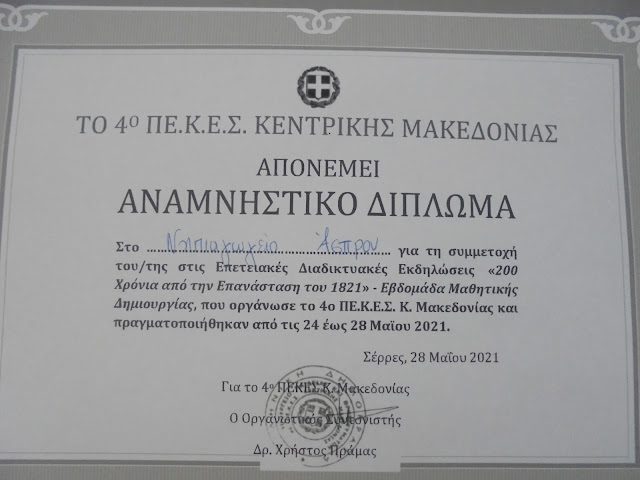 ΤΟ 4ο ΠΕ.Κ.Ε.Σ. ΚΕΝΤΡΙΚΗΣ ΜΑΚΕΔΟΝΙΑΣ
ΑΠΟΝΕΜΕΙ
ΑΝΑΜΝΗΣΤΙΚΟ ΔΙΠΛΩΜΑ
Στο Νηπιαγωγείο Άσπρου για τη συμμετοχή
του/της στις Επετειακές Διαδικτυακές Εκδηλώσεις «200
Χρόνια από την Επανάσταση του 1821» - Εβδομάδα Μαθητικής
Δημιουργίας, που οργάνωσε το 4ο ΠΕ.Κ.Ε.Σ. Κ. Μακεδονίας και
πραγματοποιήθηκαν από τις 24 έως 28 Μαϊου 2021.
Σέρρες, 28 Μαΐου 2021
Για το 4ο ΠΕΚΕΣ Κ. Μακεδονίας
Ο Οργανωτικός Συντονιστής
Δρ. Χρήστος Πράμας